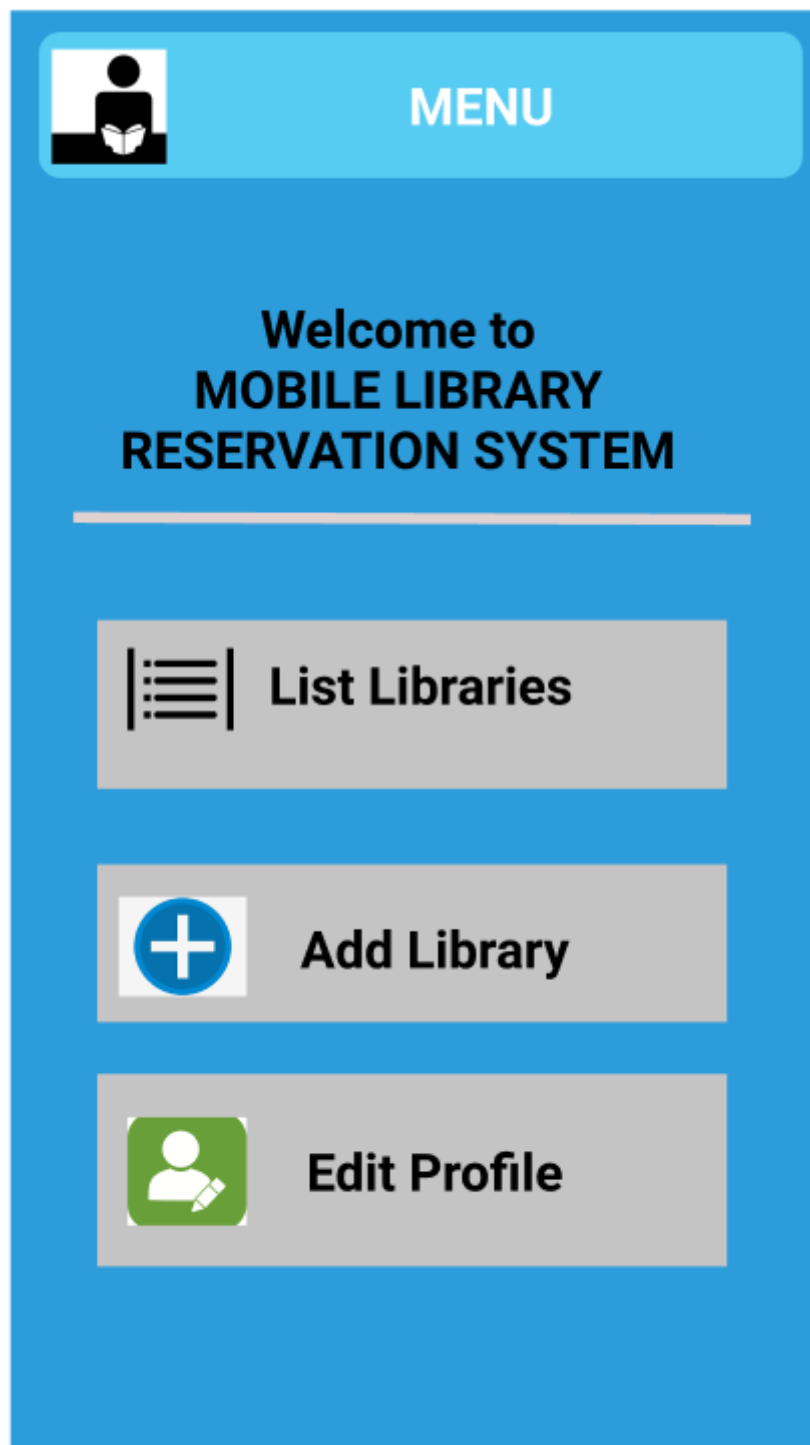 MENU
Welcome to
MOBILE LIBRARY
RESERVATION SYSTEM
List Libraries
Add Library
Edit Profile